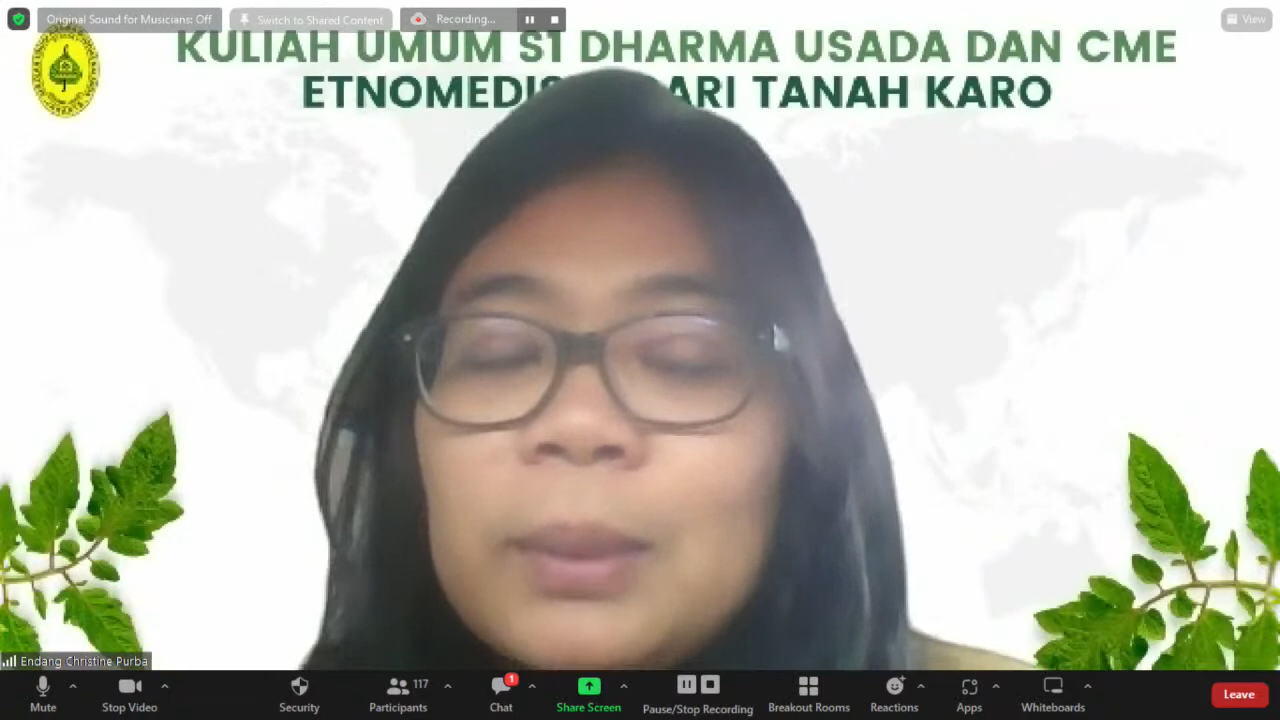 Original Sound for Musicians: Off
Switch to Shared Content
Recording...
View
KULIAH UMUM S1 DHARMA USADA DAN CME
ETNOMEDIS ARI TANAH KARO
Endang Christine Purba
Mute
Stop Video
Security
117
Participants
1
Chat
Share Screen
Pause/Stop Recording
Breakout Rooms
Reactions
Apps
Whiteboards
Leave